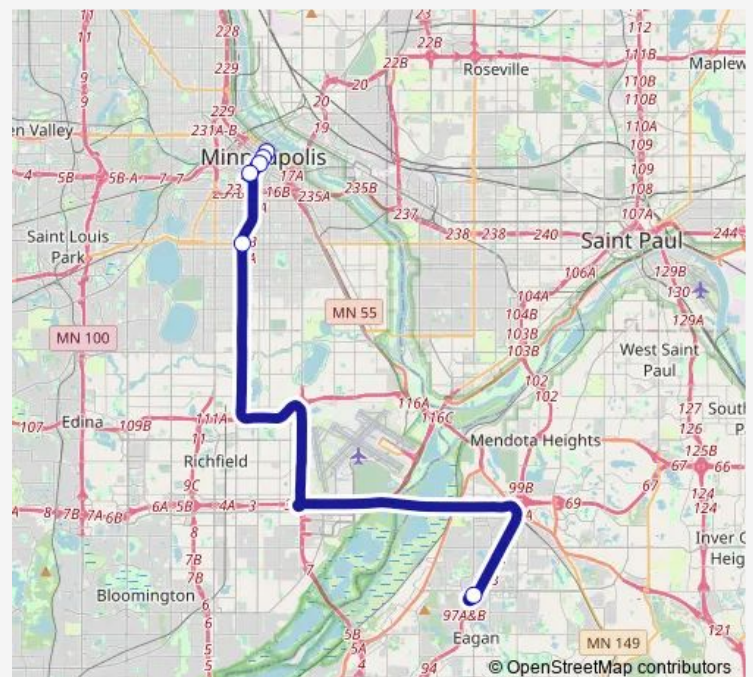 11
11
23
228
229
22B
22B
Roseville
112
111B
Maplew
110B
110B
110A
109
109
108
9
9
20
20
19
229
en Valley
231A-B
Minneapolis
4
5B
5B-A
7
7
17A
16B
235A
235B
237
238
238
240
107A
Saint Paul
244
Saint Louis
Park
106A
129B
130
129A
104A
104B
103B
103B
MN 55
MN 100
West Saint
Paul
102
102
116A
116C
127
126
107
Edina
109B
111A
11
Richfield
Mendota Heights
125B
67
66
67
124
124
9C
99B
69
A
8
7B
7A
6B
6A
5B
4A
3
8
7B
7B
6
6
5
5
7
Bloomington
Inver
Heig
5B
5A
4
97A&B
Eagan
94
MN 149
121
© OpenStreetMap contributors